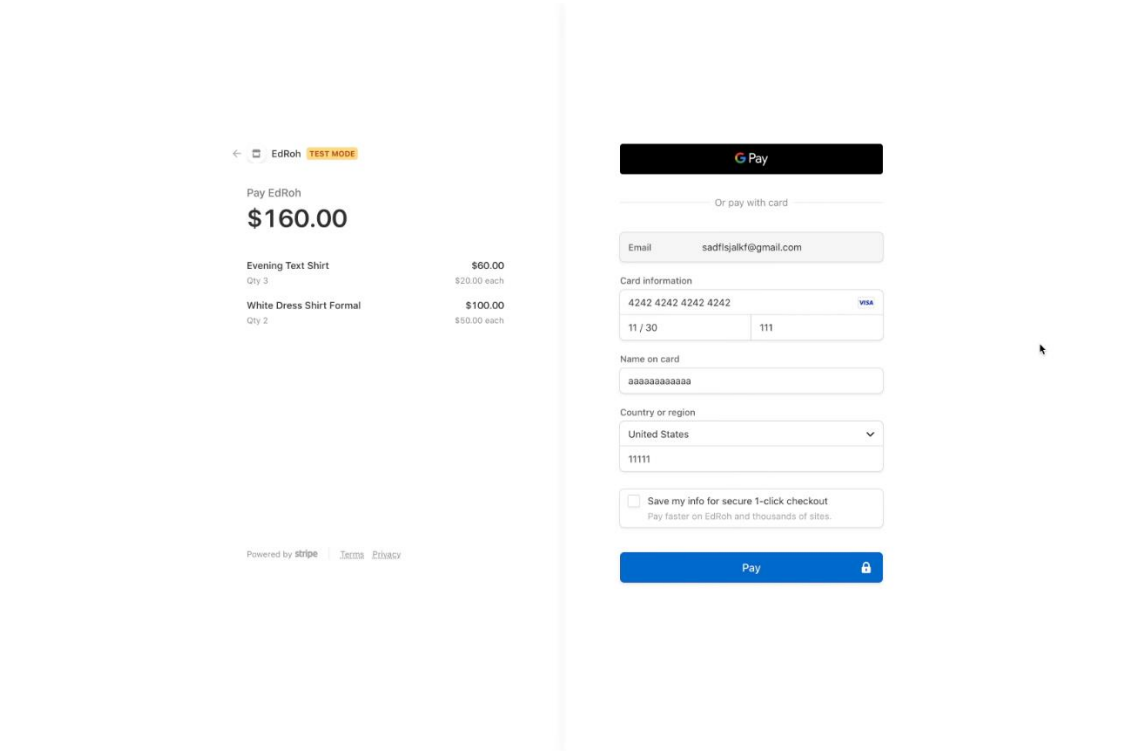 EdRoh TEST MODE
Pay EdRoh
$160.00
Evening Text Shirt $60.00
Qty 3 $20.00 each
White Dress Shirt Formal $100.00
Qty 2 $50.00 each
Powered by stripe Terms Privacy
G Pay
Or pay with card
Email sadflsjalkf@gmail.com
Card information
4242 4242 4242 4242 VISA
11 / 30 111
Name on card
aaaaaaaaaaaa
Country or region
United States
11111
Save my info for secure 1-click checkout
Pay faster on EdRoh and thousands of sites.
Pay